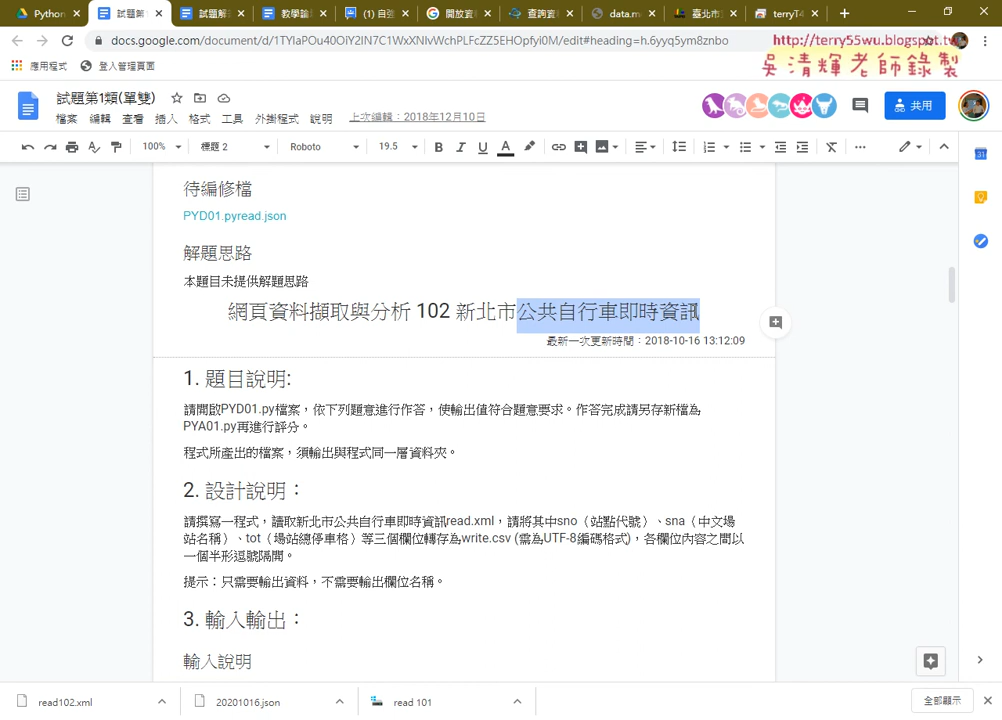 Python
試題第1
試題解
教學論
(1) 自強
開放資
查詢資
data.m
臺北市
terryT4
docs.google.com/document/d/1TYlaPOu40OiY2IN7C1WxXNIvWchPLFcZZ5EHOpfyi0M/edit#heading=h.6yyq5ym8znbo
http://terry55wu.blogspot.tw
吳清輝老師錄製
應用程式
登入管理頁面
試題第1類(單雙)
檔案 編輯 查看 插入 格式 工具 外掛程式 說明 上次編輯：2018年12月10日
共用
100% 標題 2 Roboto 19.5 B I U A
31
待編修檔
PYD01.pyread.json
解題思路
本題目未提供解題思路
網頁資料擷取與分析 102 新北市公共自行車即時資訊
最新一次更新時間：2018-10-16 13:12:09
1. 題目說明:
請開啟PYD01.py檔案，依下列題意進行作答，使輸出值符合題意要求。作答完成請另存新檔為
PYA01.py再進行評分。
程式所產出的檔案，須輸出與程式同一層資料夾。
2. 設計說明：
請撰寫一程式，讀取新北市公共自行車即時資訊read.xml，請將其中sno（站點代號）、sna（中文場
站名稱）、tot（場站總停車格）等三個欄位轉存為write.csv (需為UTF-8編碼格式)，各欄位內容之間以
一個半形逗號隔開。
提示：只需要輸出資料，不需要輸出欄位名稱。
3. 輸入輸出：
輸入說明
read102.xml
20201016.json
read 101
全部顯示